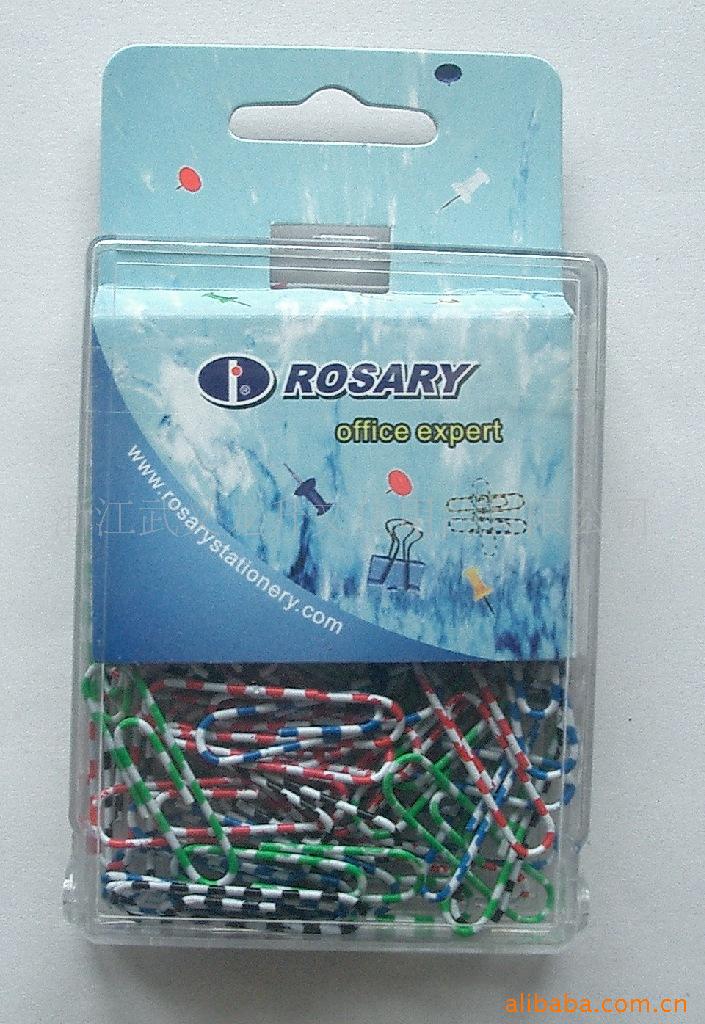 ® ROSARY
office expert
www.rosarystationery.com
alibaba.com.cn